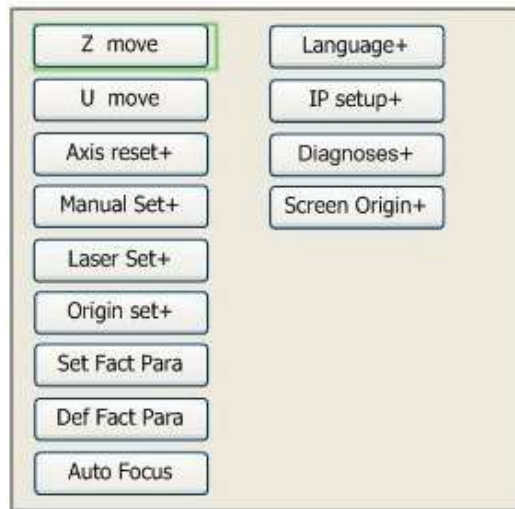 Z move
U move
Axis reset+
Manual Set+
Laser Set+
Origin set+
Set Fact Para
Def Fact Para
Auto Focus
Language+
IP setup+
Diagnoses+
Screen Origin+